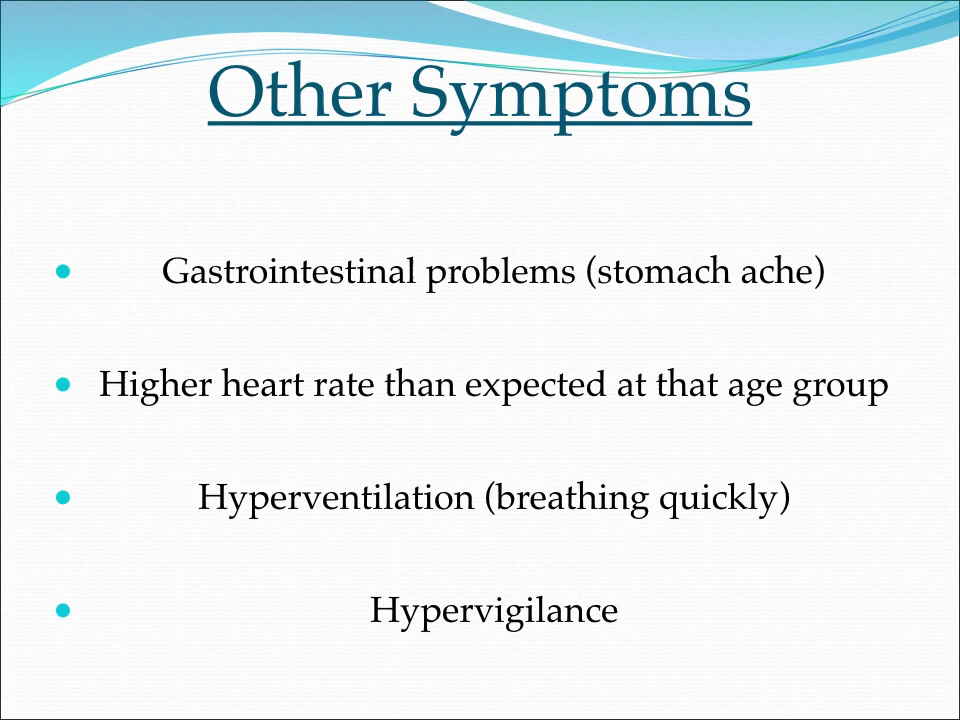 Other Symptoms
Gastrointestinal problems (stomach ache)
Higher heart rate than expected at that age group
Hyperventilation (breathing quickly)
Hypervigilance